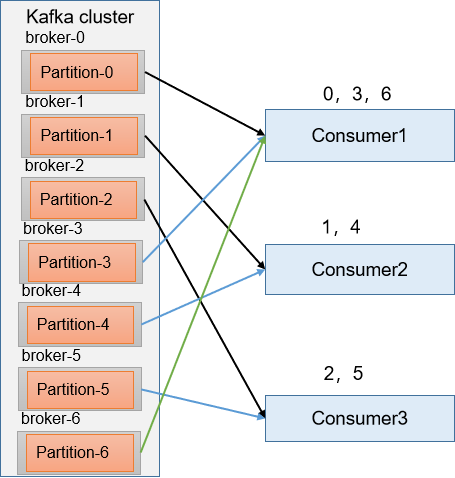 Kafka cluster
broker-0
Partition-0
broker-1
Partition-1
broker-2
Partition-2
broker-3
Partition-3
broker-4
Partition-4
broker-5
Partition-5
broker-6
Partition-6
0, 3, 6
Consumer1
1, 4
Consumer2
2, 5
Consumer3